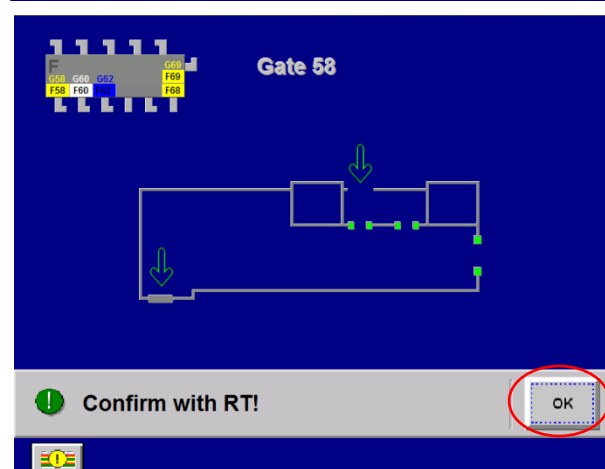 Gate 58
F
G69
G58 G60 G62
F69
F58 F60 F62
F68
Confirm with RT!
OK